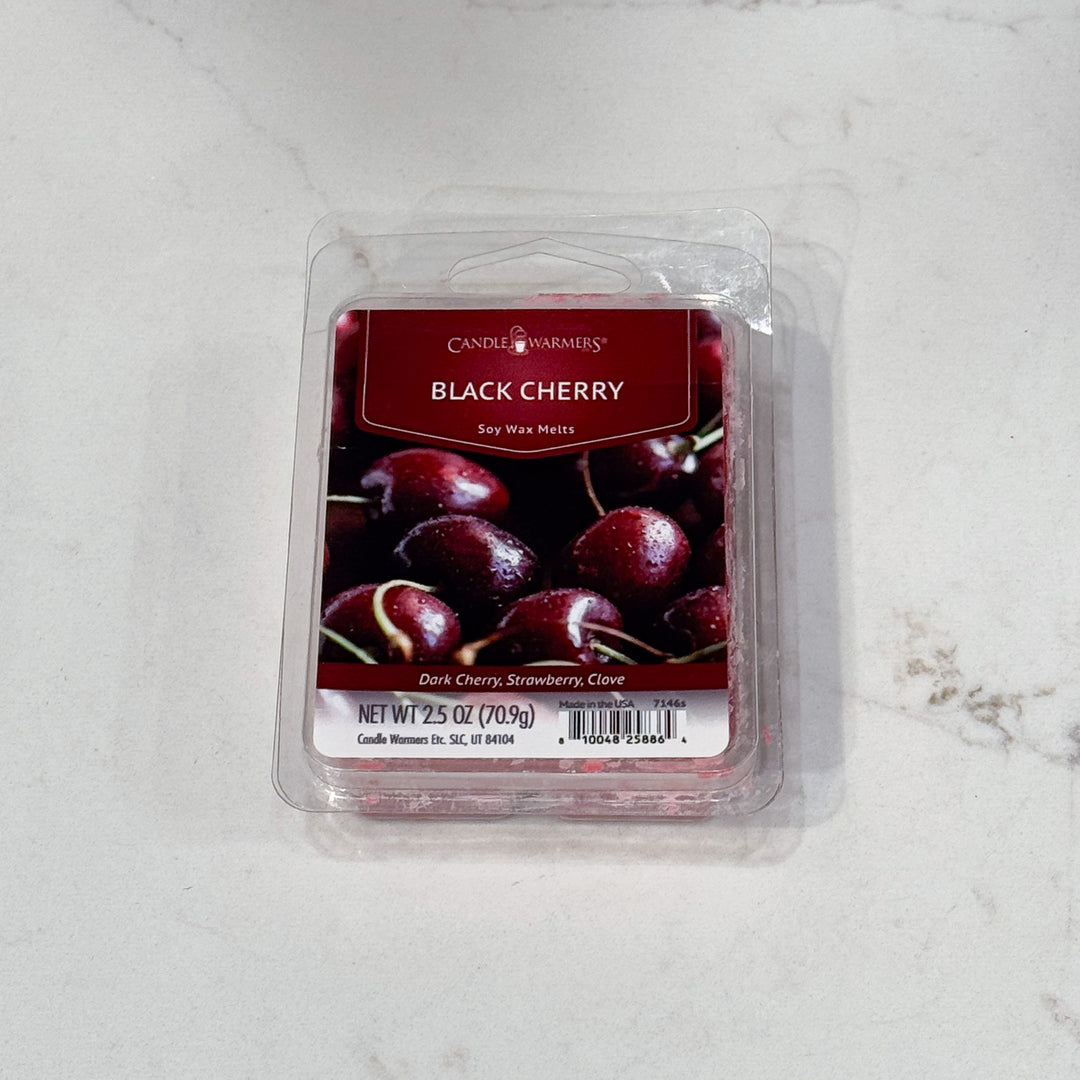 CANDLE WARMERS®
BLACK CHERRY
Soy Wax Melts
Dark Cherry, Strawberry, Clove
NET WT 2.5 OZ (70.9g)
Candle Warmers Etc. SLC, UT 84104
Made in the USA 7146s
8 10048 25886 4